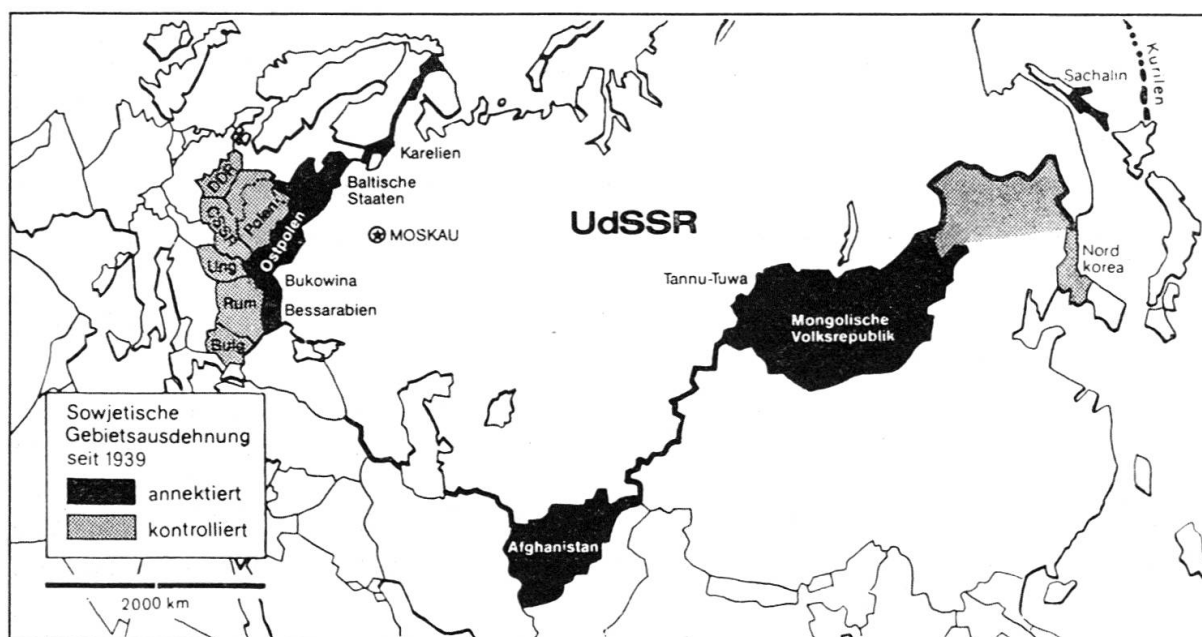 Kurilen
Sachalin
Karelien
Baltische
Staaten
DDR
Polen
ČSSR
Ostpolen
MOSKAU
UdSSR
Ung
Bukowina
Rum
Bessarabien
Bulg
Tannu-Tuwa
Nord
korea
Mongolische
Volksrepublik
Afghanistan
Sowjetische
Gebietsausdehnung
seit 1939
annektiert
kontrolliert
2000 km